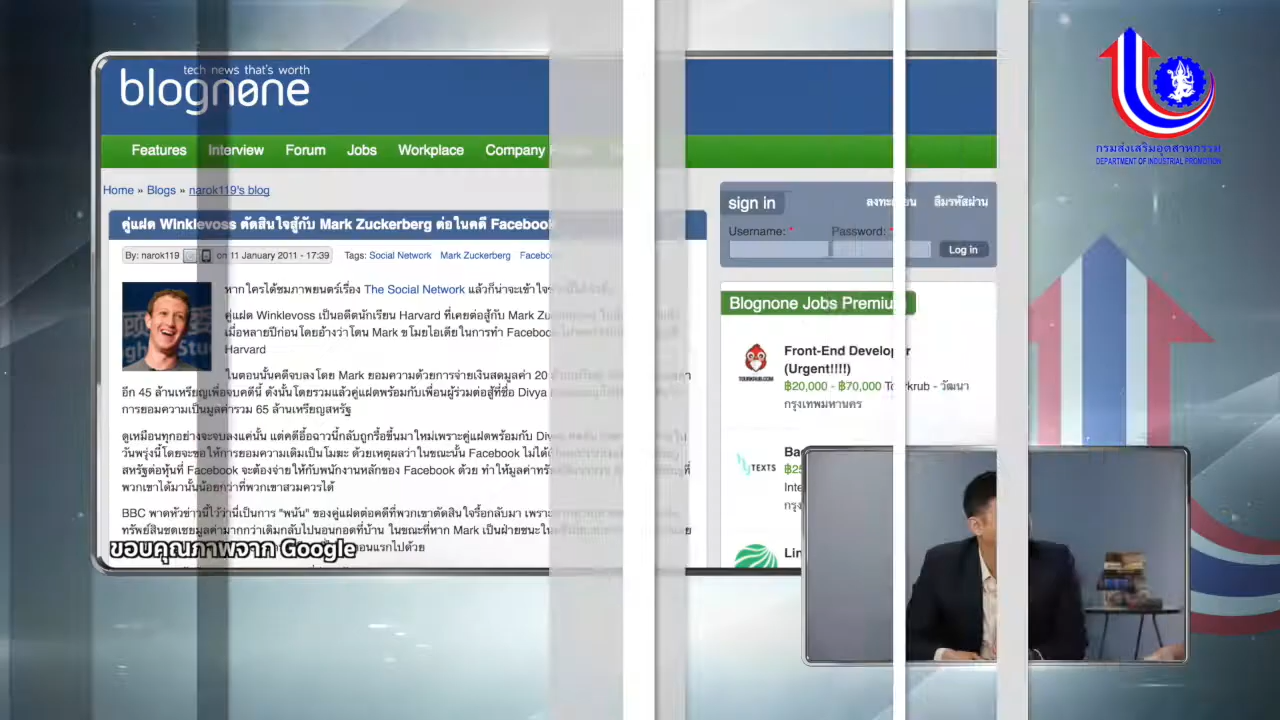 tech news that's worth
blognone
Features Interview Forum Jobs Workplace Company
Home » Blogs » narok119's blog
คู่แฝด Winklevoss ตัดสินใจสู้กับ Mark Zuckerberg ต่อในคดี Facebook
By: narok119 on 11 January 2011 - 17:39 Tags: Social Network Mark Zuckerberg
หากใครได้ชมภาพยนตร์เรื่อง The Social Network แล้วก็น่าจะเข้าใจ
คู่แฝด Winklevoss เป็นอดีตนักเรียน Harvard ที่เคยต่อสู้กับ Mark
เมื่อหลายปีก่อนโดยอ้างว่าโดน Mark ขโมยไอเดียในการทำ Facebook
Harvard
ในตอนนั้นคดีจบลงโดย Mark ยอมความด้วยการจ่ายเงินสดมูลค่า 20
อีก 45 ล้านเหรียญเพื่อจบคดีนี้ ดังนั้นโดยรวมแล้วคู่แฝดพร้อมกับเพื่อนผู้ร่วมต่อสู้ที่ชื่อ Divya
การยอมความเป็นมูลค่ารวม 65 ล้านเหรียญสหรัฐ
ดูเหมือนทุกอย่างจะจบลงแค่นั้น แต่คดีอื้อฉาวนี้กลับถูกรื้อขึ้นมาใหม่เพราะคู่แฝดพร้อมกับ
วันพรุ่งนี้โดยจะขอให้การยอมความเดิมเป็นโมฆะ ด้วยเหตุผลว่าในขณะนั้น Facebook ไม่ได้
สหรัฐต่อหุ้นที่ Facebook จะต้องจ่ายให้กับพนักงานหลักของ Facebook ด้วย ทำให้มูลค่า
พวกเขาได้มานั้นน้อยกว่าที่พวกเขาสมควรได้
BBC พาดหัวข่าวนี้ไว้ว่านี่เป็นการ "พนัน" ของคู่แฝดต่อคดีที่พวกเขาตัดสินใจรื้อกลับมา
ทรัพย์สินชดเชยมูลค่ามากกว่าเดิมกลับไปนอนกอดที่บ้าน ในขณะที่หาก Mark เป็นฝ่ายชนะ
ขอบคุณภาพจาก Google
sign in ลืมรหัสผ่าน
Username: * Password:
Log in
Blognone Jobs Premium
TOURKRUB.COM
Front-End Developer
(Urgent!!!!)
฿20,000 - ฿70,000 Tourkrub - วัฒนา
กรุงเทพมหานคร
TEXTS
กรมส่งเสริมอุตสาหกรรม
DEPARTMENT OF INDUSTRIAL PROMOTION